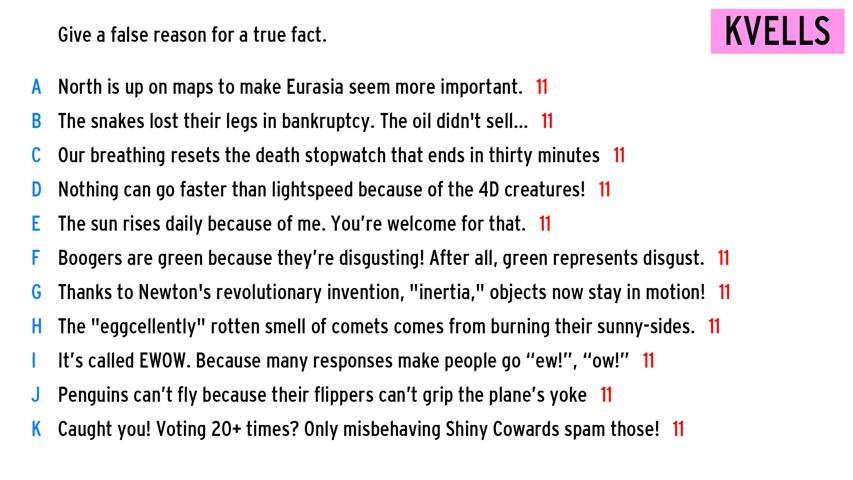 Give a false reason for a true fact.
KVELLS
A North is up on maps to make Eurasia seem more important. 11
B The snakes lost their legs in bankruptcy. The oil didn't sell... 11
C Our breathing resets the death stopwatch that ends in thirty minutes 11
D Nothing can go faster than lightspeed because of the 4D creatures! 11
E The sun rises daily because of me. You’re welcome for that. 11
F Boogers are green because they’re disgusting! After all, green represents disgust. 11
G Thanks to Newton's revolutionary invention, "inertia," objects now stay in motion! 11
H The "eggcellently" rotten smell of comets comes from burning their sunny-sides. 11
I It’s called EWOW. Because many responses make people go “ew!”, “ow!” 11
J Penguins can’t fly because their flippers can’t grip the plane’s yoke 11
K Caught you! Voting 20+ times? Only misbehaving Shiny Cowards spam those! 11